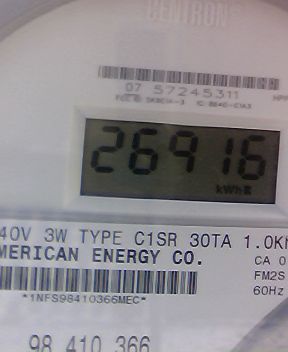 CENTRON
07 57245311
26916
kWh
40V 3W TYPE C1SR 30TA 1.0Kh
MERICAN ENERGY CO.
CA 0
FM2S
60Hz
*1NFS98410366MEC*
98 410 366